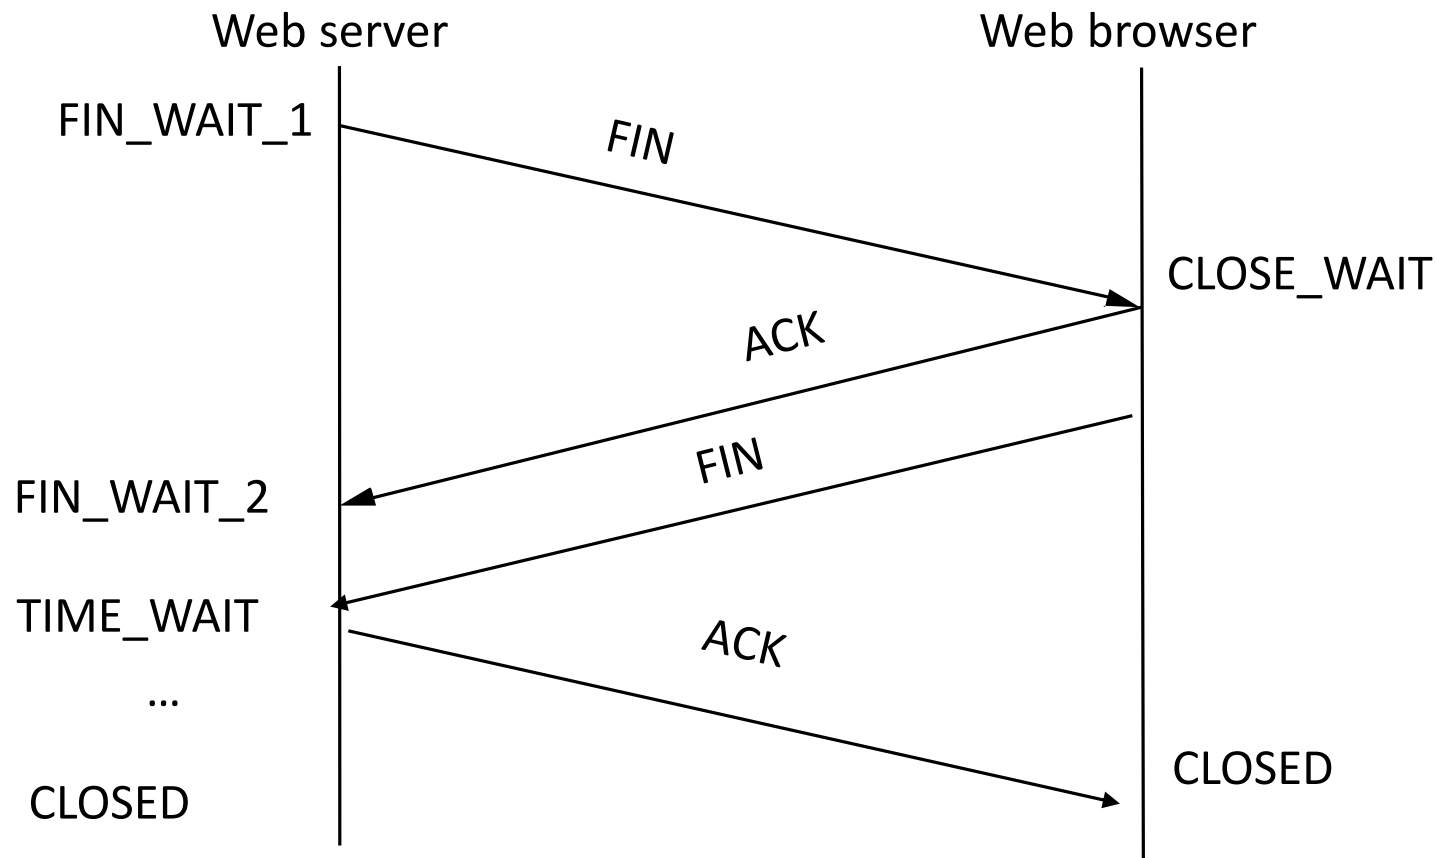 Web server
Web browser
FIN_WAIT_1
FIN
CLOSE_WAIT
ACK
FIN
FIN_WAIT_2
TIME_WAIT
ACK
...
CLOSED
CLOSED